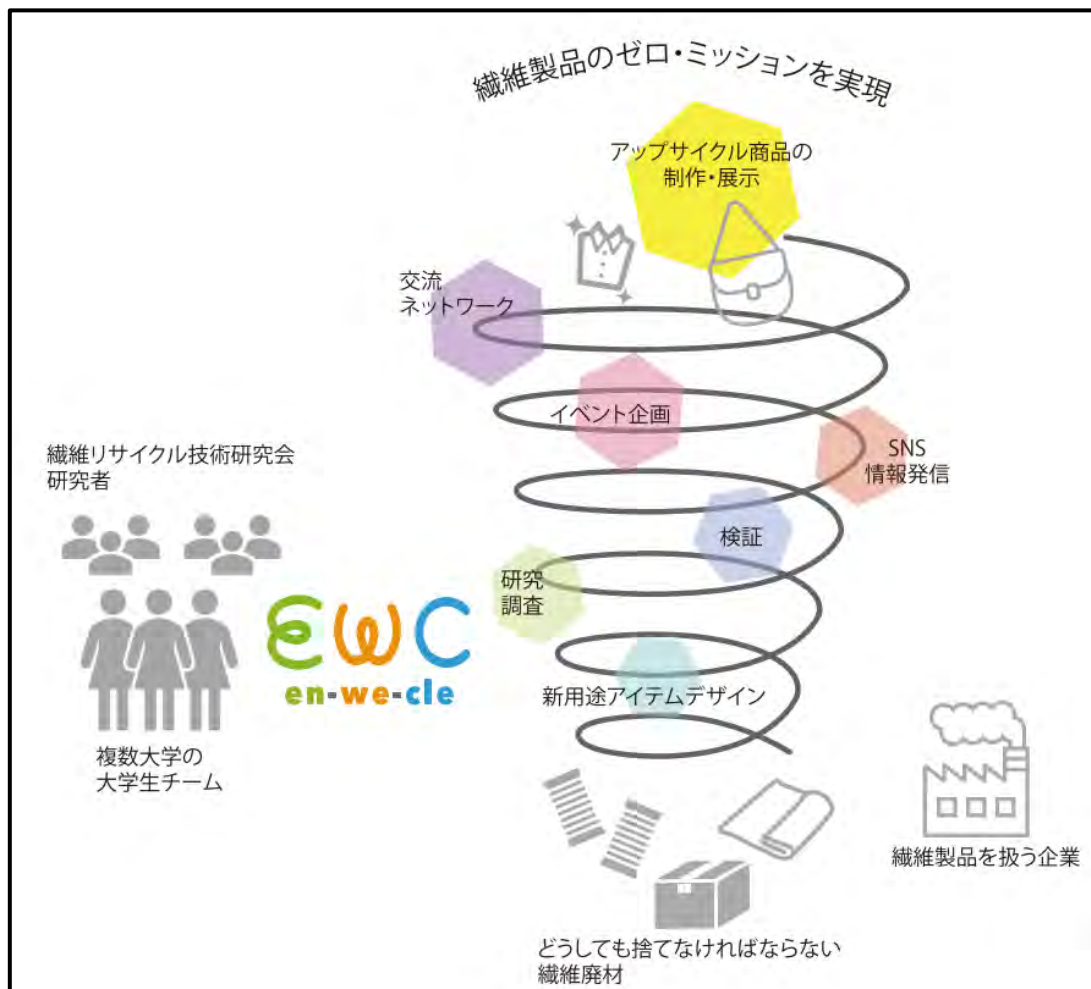 繊維製品のゼロ・ミッションを実現
アップサイクル商品の
制作・展示
交流
ネットワーク
イベント企画
SNS
情報発信
繊維リサイクル技術研究会
研究者
検証
研究
調査
EWC
en-we-cle
新用途アイテムデザイン
複数大学の
大学生チーム
繊維製品を扱う企業
どうしても捨てなければならない
繊維廃材